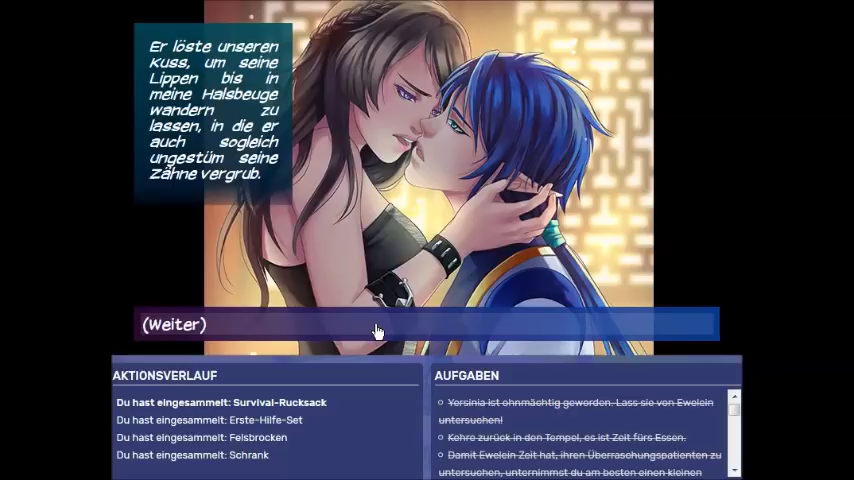 Er löste unseren
Kuss, um seine
Lippen bis in
meine Halsbeuge
wandern zu
lassen, in die er
auch sogleich
ungestüm seine
Zähne vergrub.
(Weiter)
AKTIONSVERLAUF
Du hast eingesammelt: Survival-Rucksack
Du hast eingesammelt: Erste-Hilfe-Set
Du hast eingesammelt: Felsbrocken
Du hast eingesammelt: Schrank
AUFGABEN
Yersinia ist ohnmächtig geworden. Lass sie von Ewelein
untersuchen!
Kehre zurück in den Tempel, es ist Zeit fürs Essen.
Damit Ewelein Zeit hat, ihren Überraschungspatienten zu
untersuchen, unternimmst du am besten einen kleinen